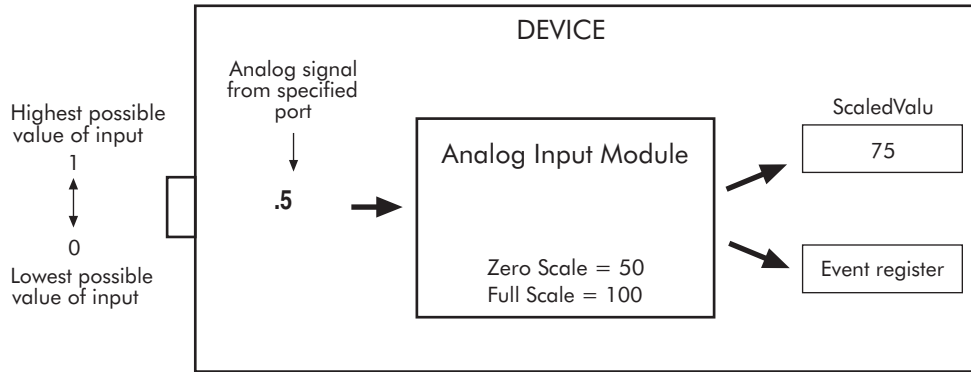 DEVICE
Analog signal
from specified
port
Highest possible
value of input
1
0
Lowest possible
value of input
.5
Analog Input Module
Zero Scale = 50
Full Scale = 100
ScaledValu
75
Event register